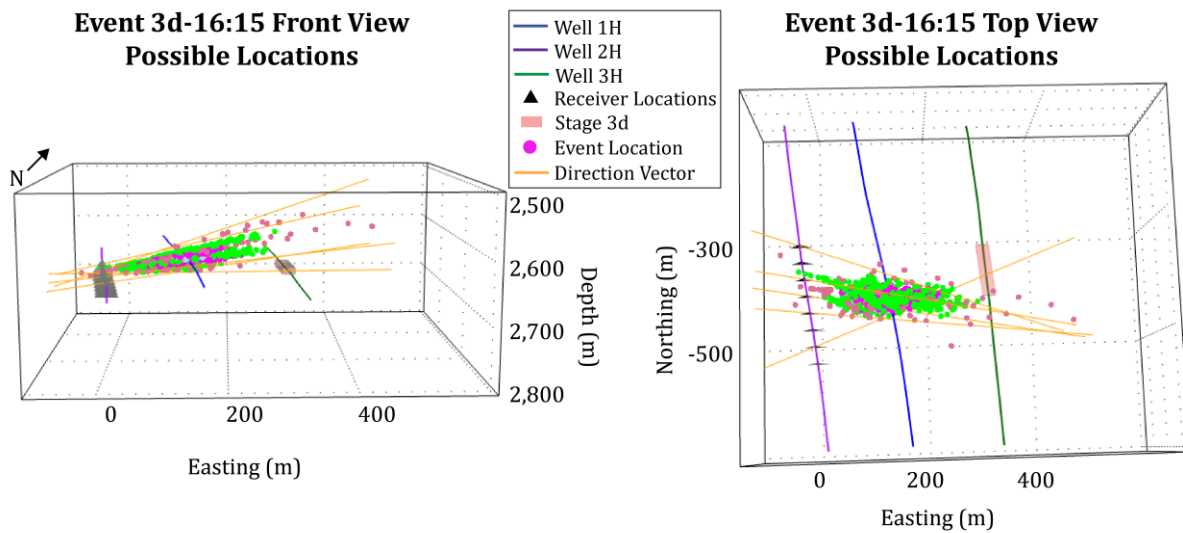 Event 3d-16:15 Front View
Possible Locations
N
2,500
2,600
2,700
2,800
Depth (m)
0
200
400
Easting (m)
Well 1H
Well 2H
Well 3H
Receiver Locations
Stage 3d
Event Location
Direction Vector
Event 3d-16:15 Top View
Possible Locations
-300
-500
Northing (m)
0
200
400
Easting (m)